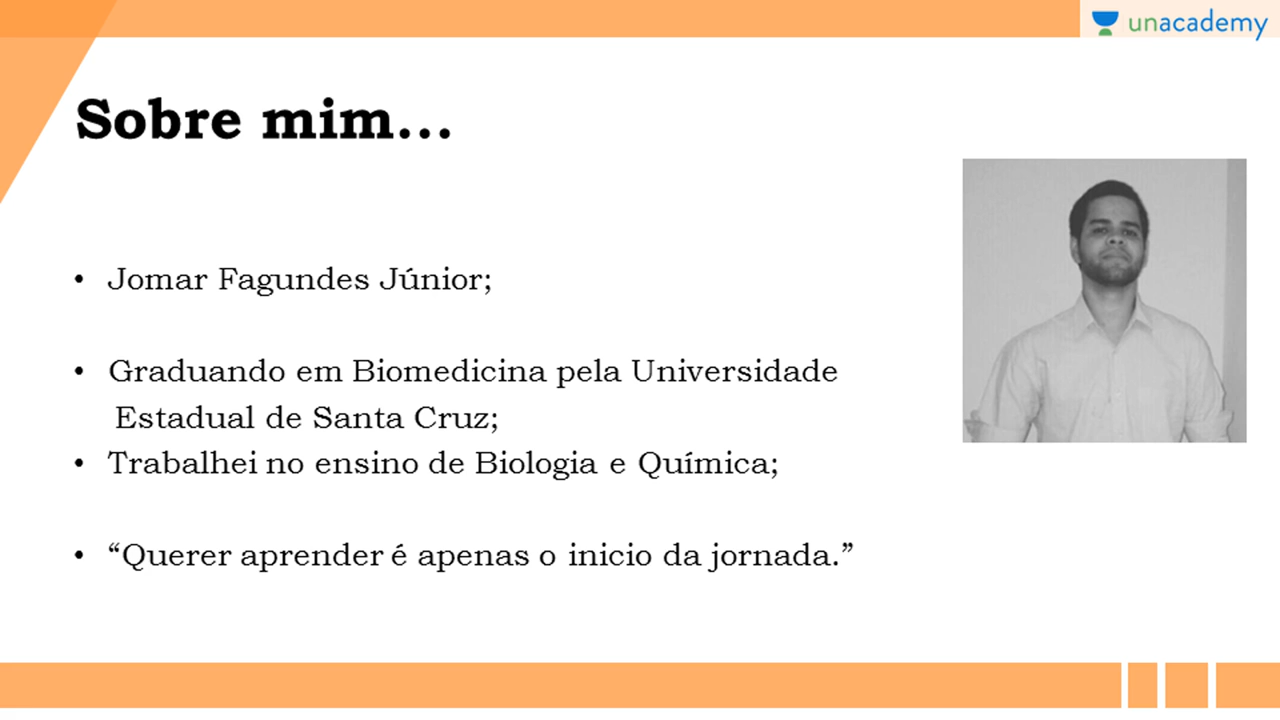 unacademy
Sobre mim...
• Jomar Fagundes Júnior;
• Graduando em Biomedicina pela Universidade
Estadual de Santa Cruz;
• Trabalhei no ensino de Biologia e Química;
• “Querer aprender é apenas o inicio da jornada.”